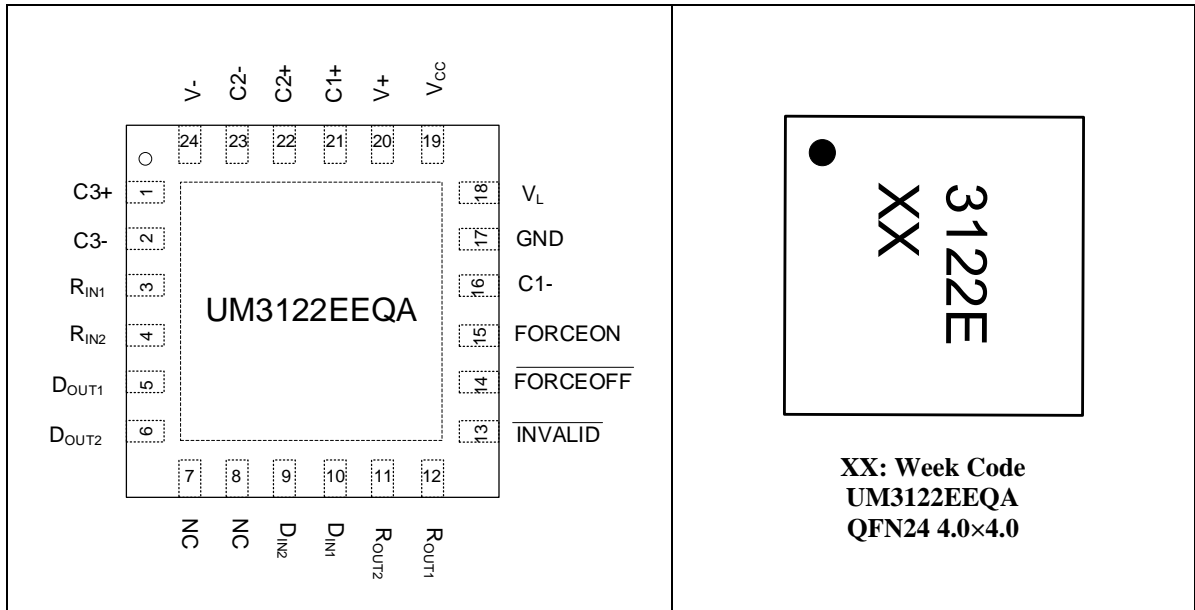 V- C2- C2+ C1+ V+ VCC
24 23 22 21 20 19
C3+ 1
C3- 2
RIN1 3
RIN2 4
DOUT1 5
DOUT2 6
UM3122EEQA
18 VL
17 GND
16 C1-
15 FORCEON
14 FORCEOFF
13 INVALID
7 8 9 10 11 12
NC NC DIN2 DIN1 ROUT2 ROUT1
3122E
XX
XX: Week Code
UM3122EEQA
QFN24 4.0×4.0